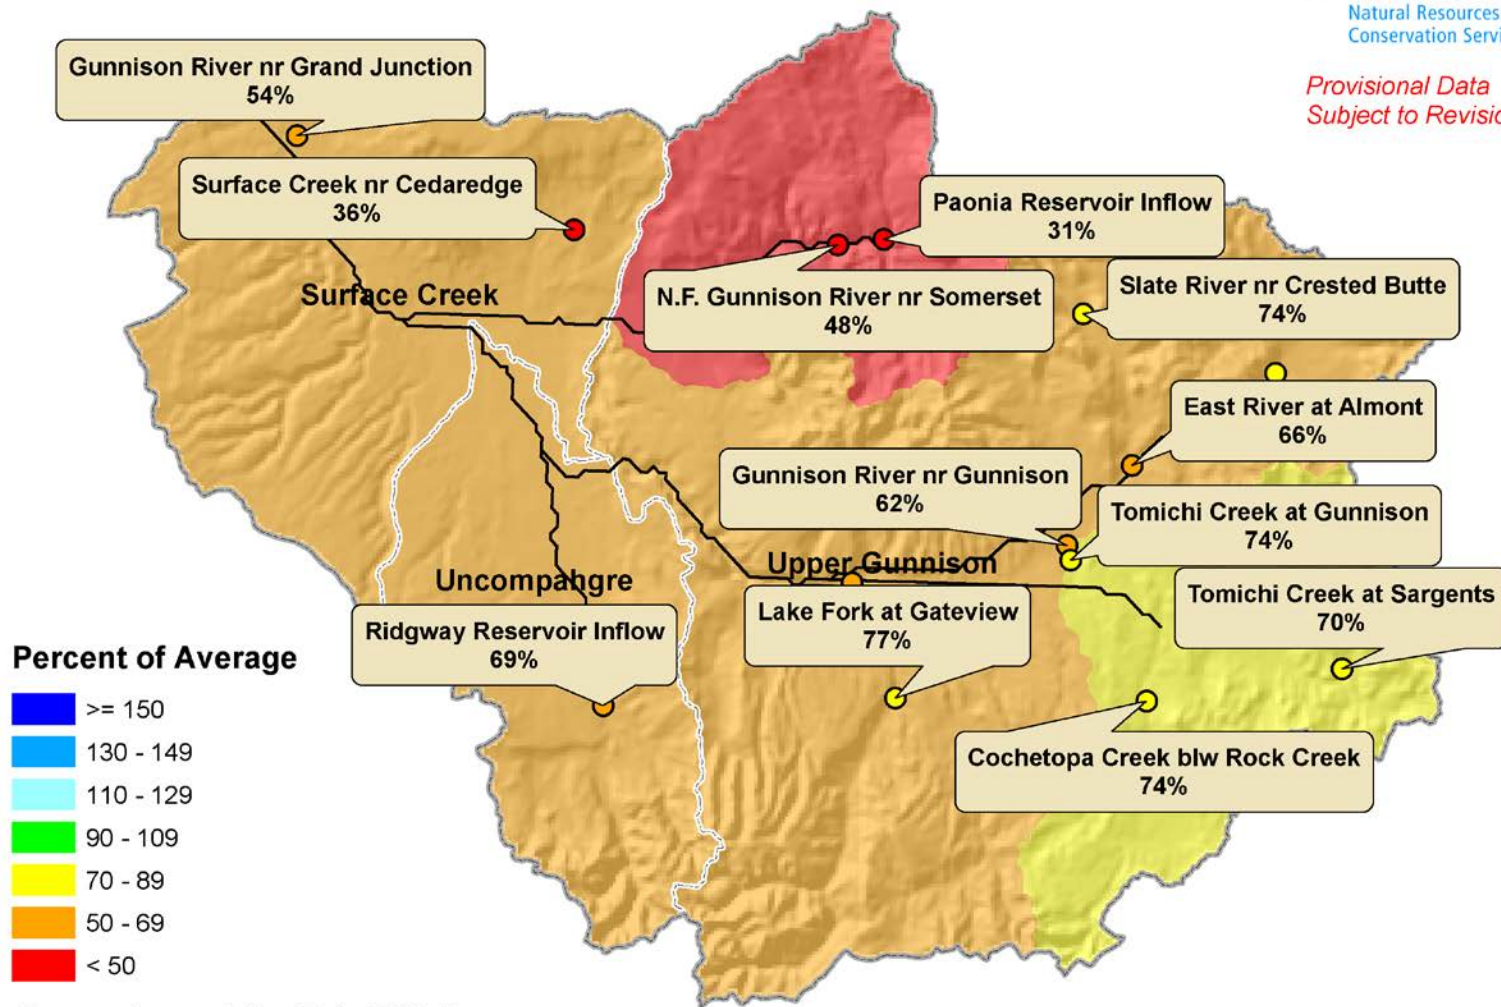 Natural Resources
Conservation
Provisional Data
Subject to
Gunnison River nr Grand Junction
54%
Surface Creek nr Cedaredge
36%
Paonia Reservoir Inflow
31%
Surface Creek
N.F. Gunnison River nr Somerset
48%
Slate River nr Crested Butte
74%
East River at Almont
66%
Gunnison River nr Gunnison
62%
Tomichi Creek at Gunnison
74%
Upper Gunnison
Uncompahgre
Tomichi Creek at Sargents
70%
Lake Fork at Gateview
77%
Ridgway Reservoir Inflow
69%
Cochetopa Creek blw Rock Creek
74%
Percent of Average
>= 150
130 - 149
110 - 129
90 - 109
70 - 89
50 - 69
< 50